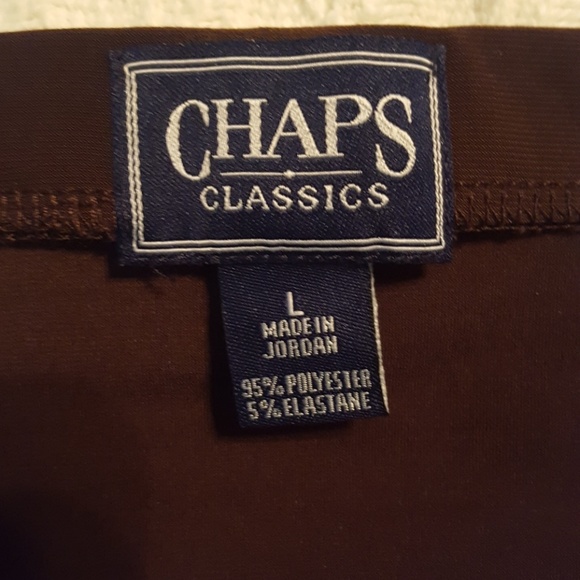 CHAPS
CLASSICS
L
MADE IN
JORDAN
95% POLYESTER
5% ELASTANE